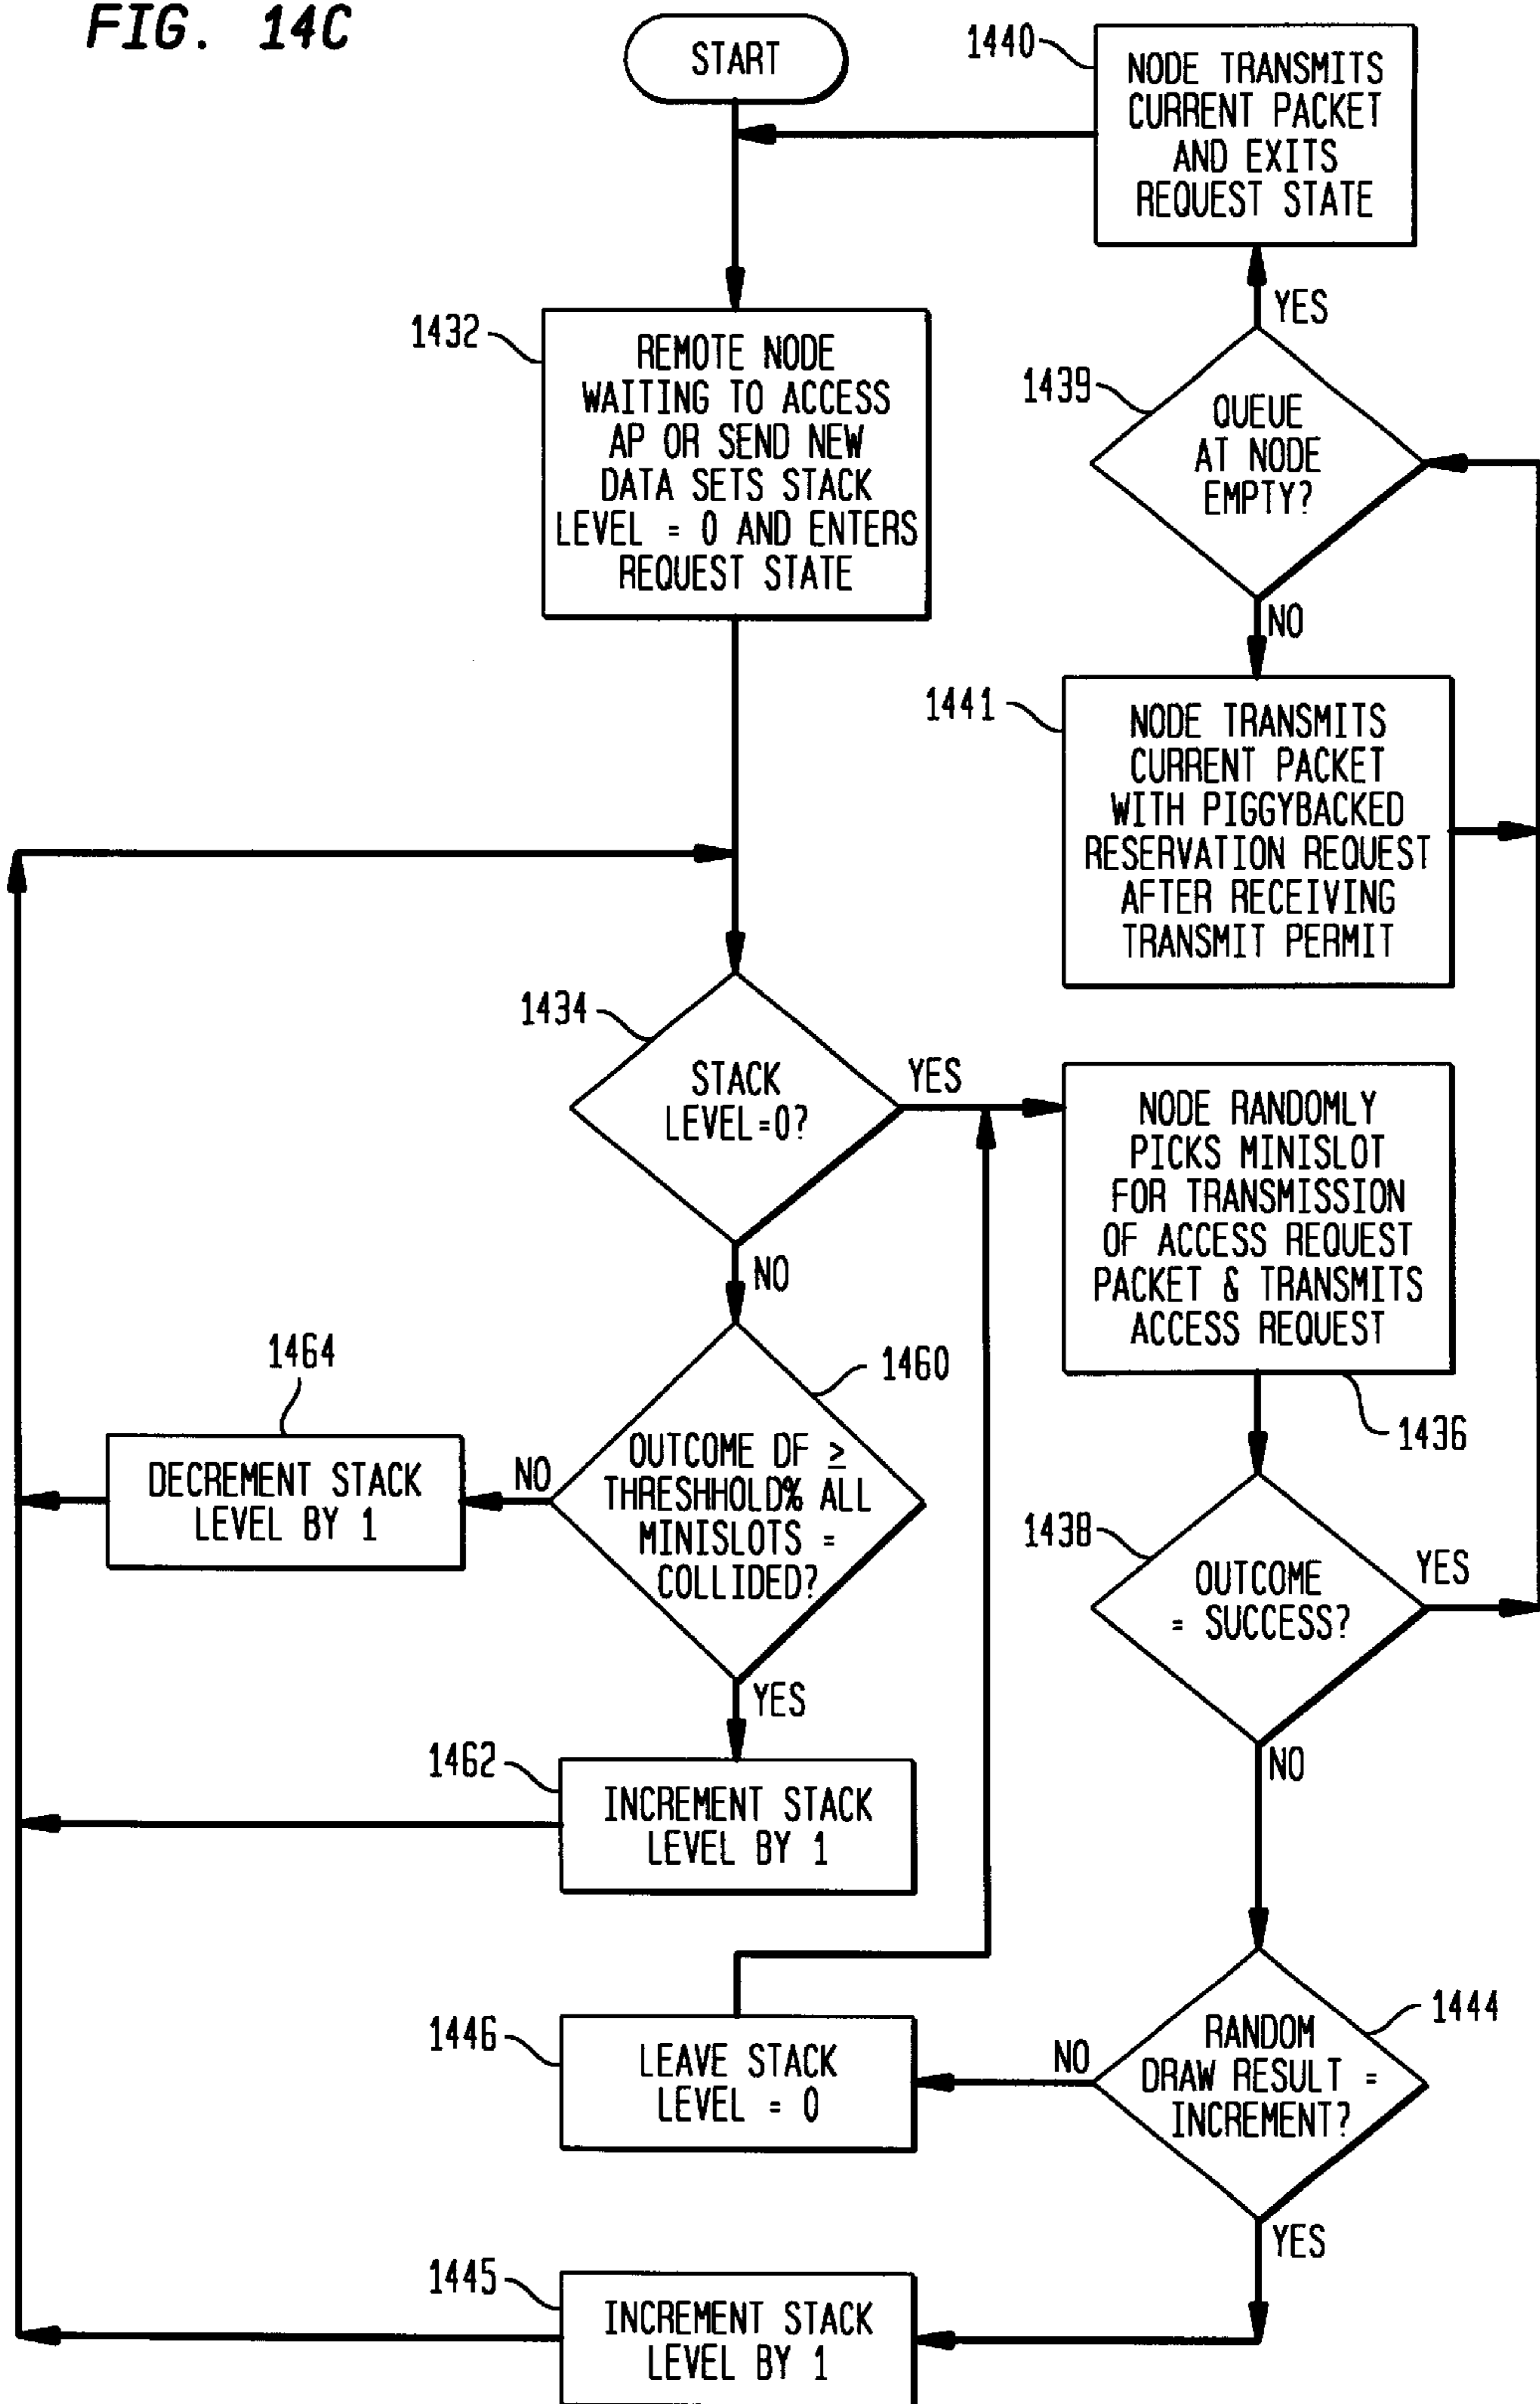 FIG. 14C
START
1440
NODE TRANSMITS
CURRENT PACKET
AND EXITS
REQUEST STATE
1432
REMOTE NODE
WAITING TO ACCESS
AP OR SEND NEW
DATA SETS STACK
LEVEL = 0 AND ENTERS
REQUEST STATE
YES
1439
QUEUE
AT NODE
EMPTY?
NO
1441
NODE TRANSMITS
CURRENT PACKET
WITH PIGGYBACKED
RESERVATION REQUEST
AFTER RECEIVING
TRANSMIT PERMIT
1434
STACK
LEVEL=0?
YES
NO
NODE RANDOMLY
PICKS MINISLOT
FOR TRANSMISSION
OF ACCESS REQUEST
PACKET & TRANSMITS
ACCESS REQUEST
1436
1464
DECREMENT STACK
LEVEL BY 1
NO
1460
OUTCOME DF ≥
THRESHHOLD% ALL
MINISLOTS =
COLLIDED?
YES
1438
OUTCOME
= SUCCESS?
YES
NO
1462
INCREMENT STACK
LEVEL BY 1
1446
LEAVE STACK
LEVEL = 0
NO
1444
RANDOM
DRAW RESULT =
INCREMENT?
YES
1445
INCREMENT STACK
LEVEL BY 1